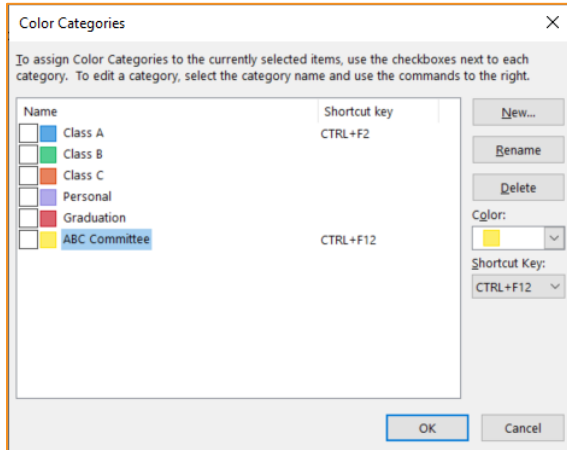 Color Categories
To assign Color Categories to the currently selected items, use the checkboxes next to each
category. To edit a category, select the category name and use the commands to the right.
Name Shortcut key
Class A CTRL+F2
Class B
Class C
Personal
Graduation
ABC Committee CTRL+F12
New...
Rename
Delete
Color:
Shortcut Key:
CTRL+F12
OK Cancel